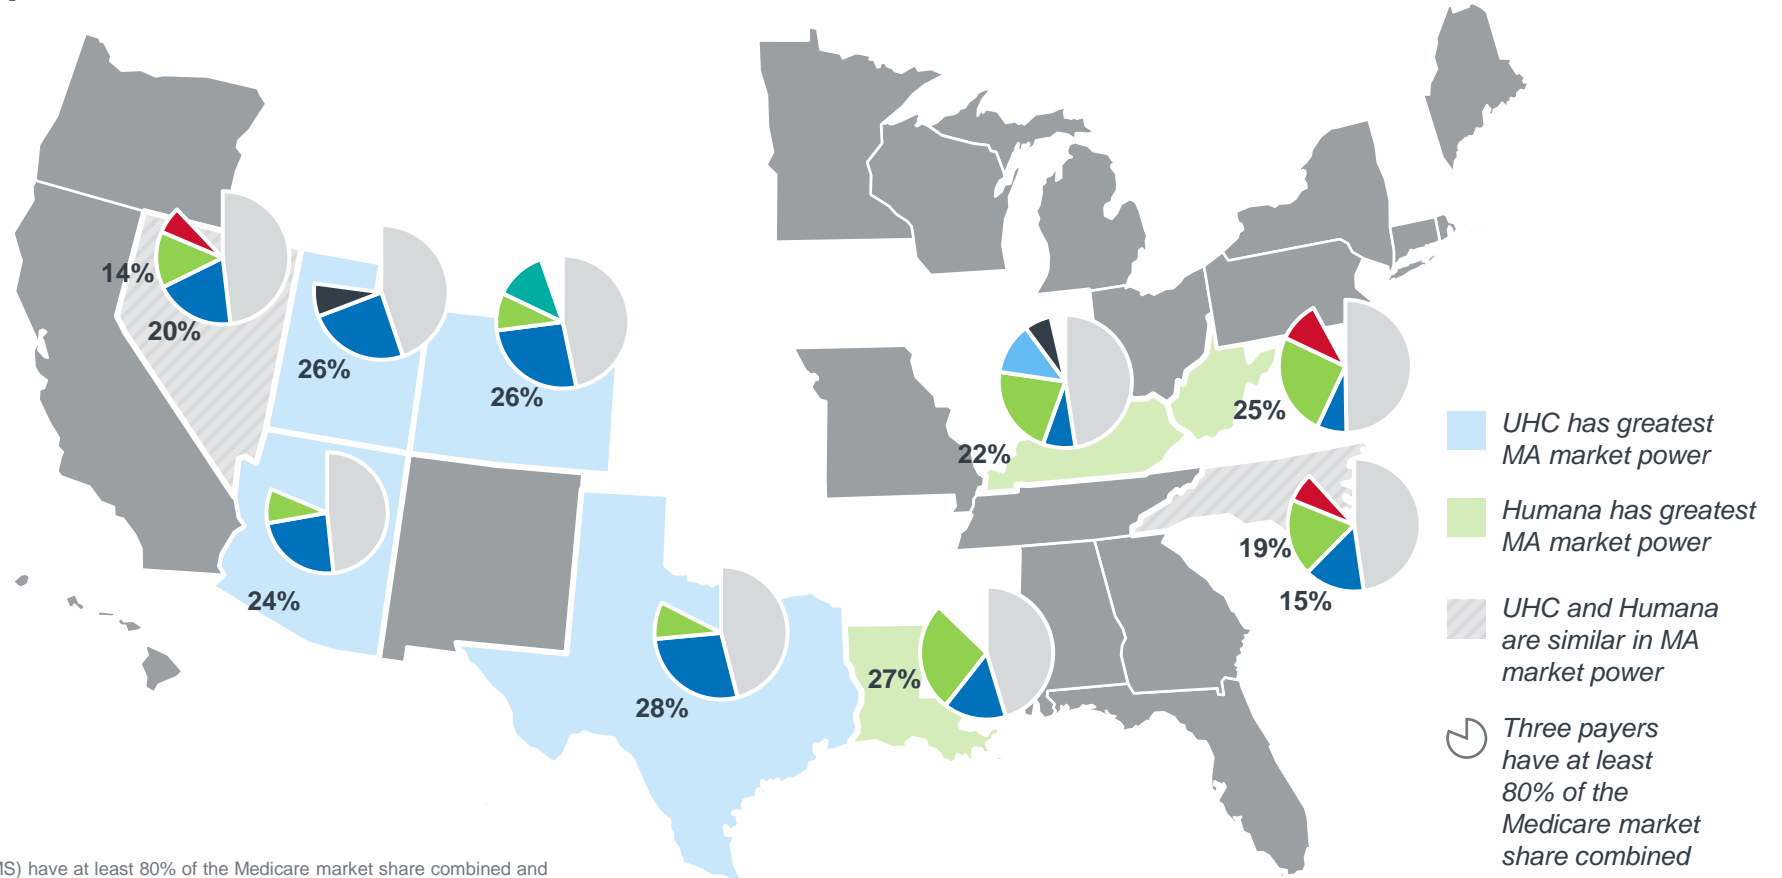 14%
20%
26%
26%
24%
28%
27%
22%
25%
19%
15%
UHC has greatest
MA market power
Humana has greatest
MA market power
UHC and Humana
are similar in MA
market power
Three payers
have at least
80% of the
Medicare market
share combined
MS) have at least 80% of the Medicare market share combined and